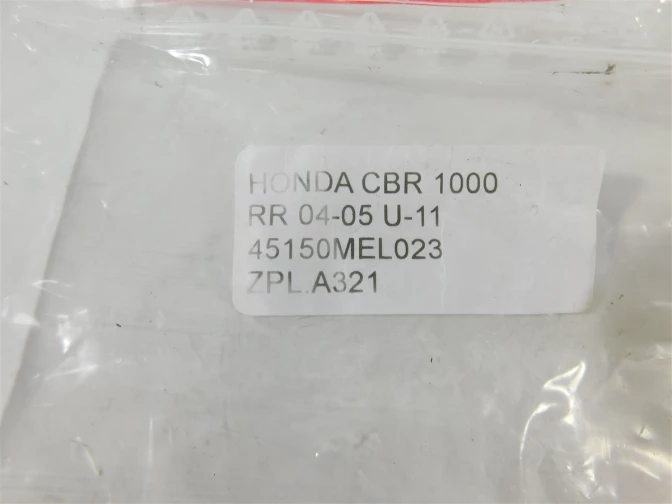 HONDA CBR 1000
RR 04-05 U-11
45150MEL023
ZPL.A321